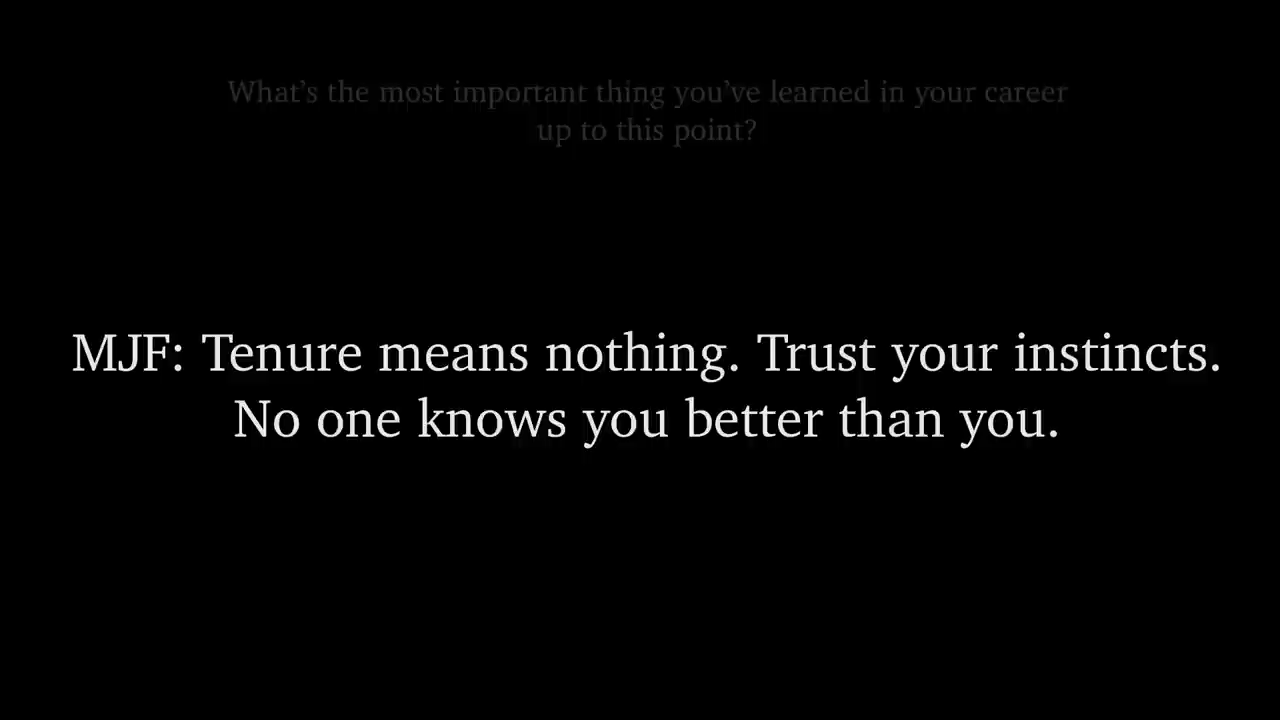 What’s the most important thing you’ve learned in your career
up to this point?
MJF: Tenure means nothing. Trust your instincts.
No one knows you better than you.